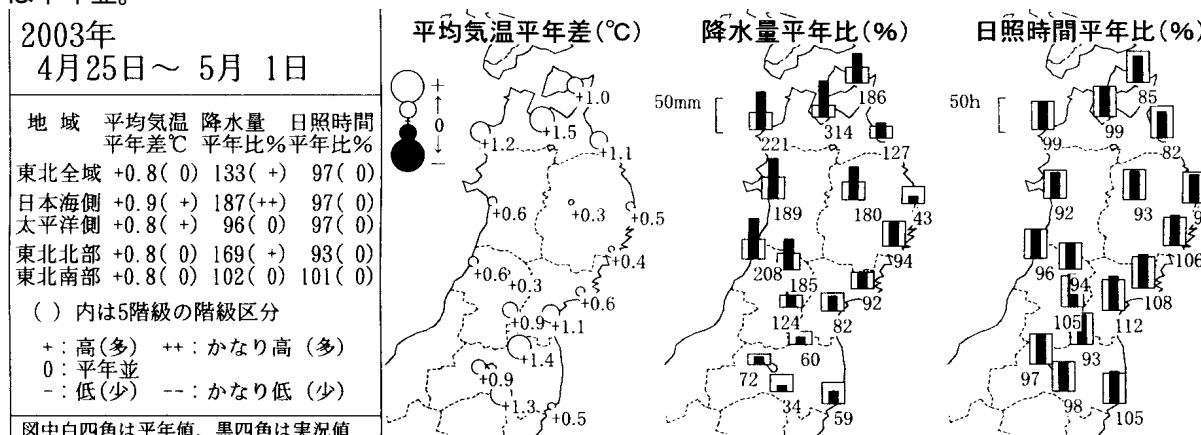 は平年並。
2003年
4月25日～ 5月 1日
地 域 平均気温 降水量 日照時間
平年差℃ 平年比% 平年比%
東北全域 +0.8( 0) 133( +) 97( 0)
日本海側 +0.9( +) 187(++) 97( 0)
太平洋側 +0.8( +) 96( 0) 97( 0)
東北北部 +0.8( 0) 169( +) 93( 0)
東北南部 +0.8( 0) 102( 0) 101( 0)
( ) 内は5階級の階級区分
+：高(多) ++：かなり高 (多)
0：平年並
-：低(少) --：かなり低 (少)
図中白四角は平年値、黒四角は実況値
平均気温平年差(℃)
+
↑
0
↓
−
+1.0
+1.5
+1.2
+1.1
+0.6
+0.3
+0.5
+0.4
+0.6
+0.3
+0.6
+0.9
+1.1
+1.4
+0.9
+1.3
+0.5
降水量平年比(%)
50mm
186
314
221
127
189
180
43
94
208
185
92
124
82
60
72
34
59
日照時間平年比(%)
50h
85
99
99
82
92
93
106
96
94
108
105
112
93
97
98
105